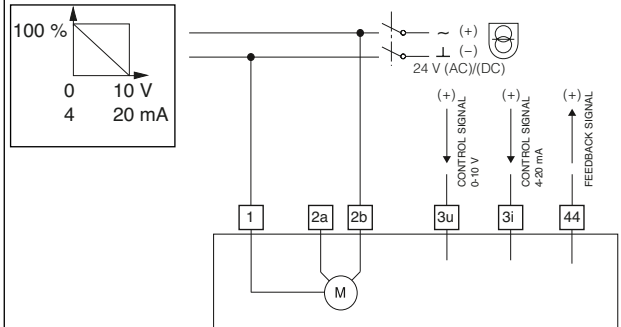 100 %
0 10 V
4 20 mA
~ (+)
⊥ (−)
24 V (AC)/(DC)
(+) (+) (+)
CONTROL SIGNAL
0-10 V
CONTROL SIGNAL
4-20 mA
FEEDBACK SIGNAL
1 2a 2b 3u 3i 44
M